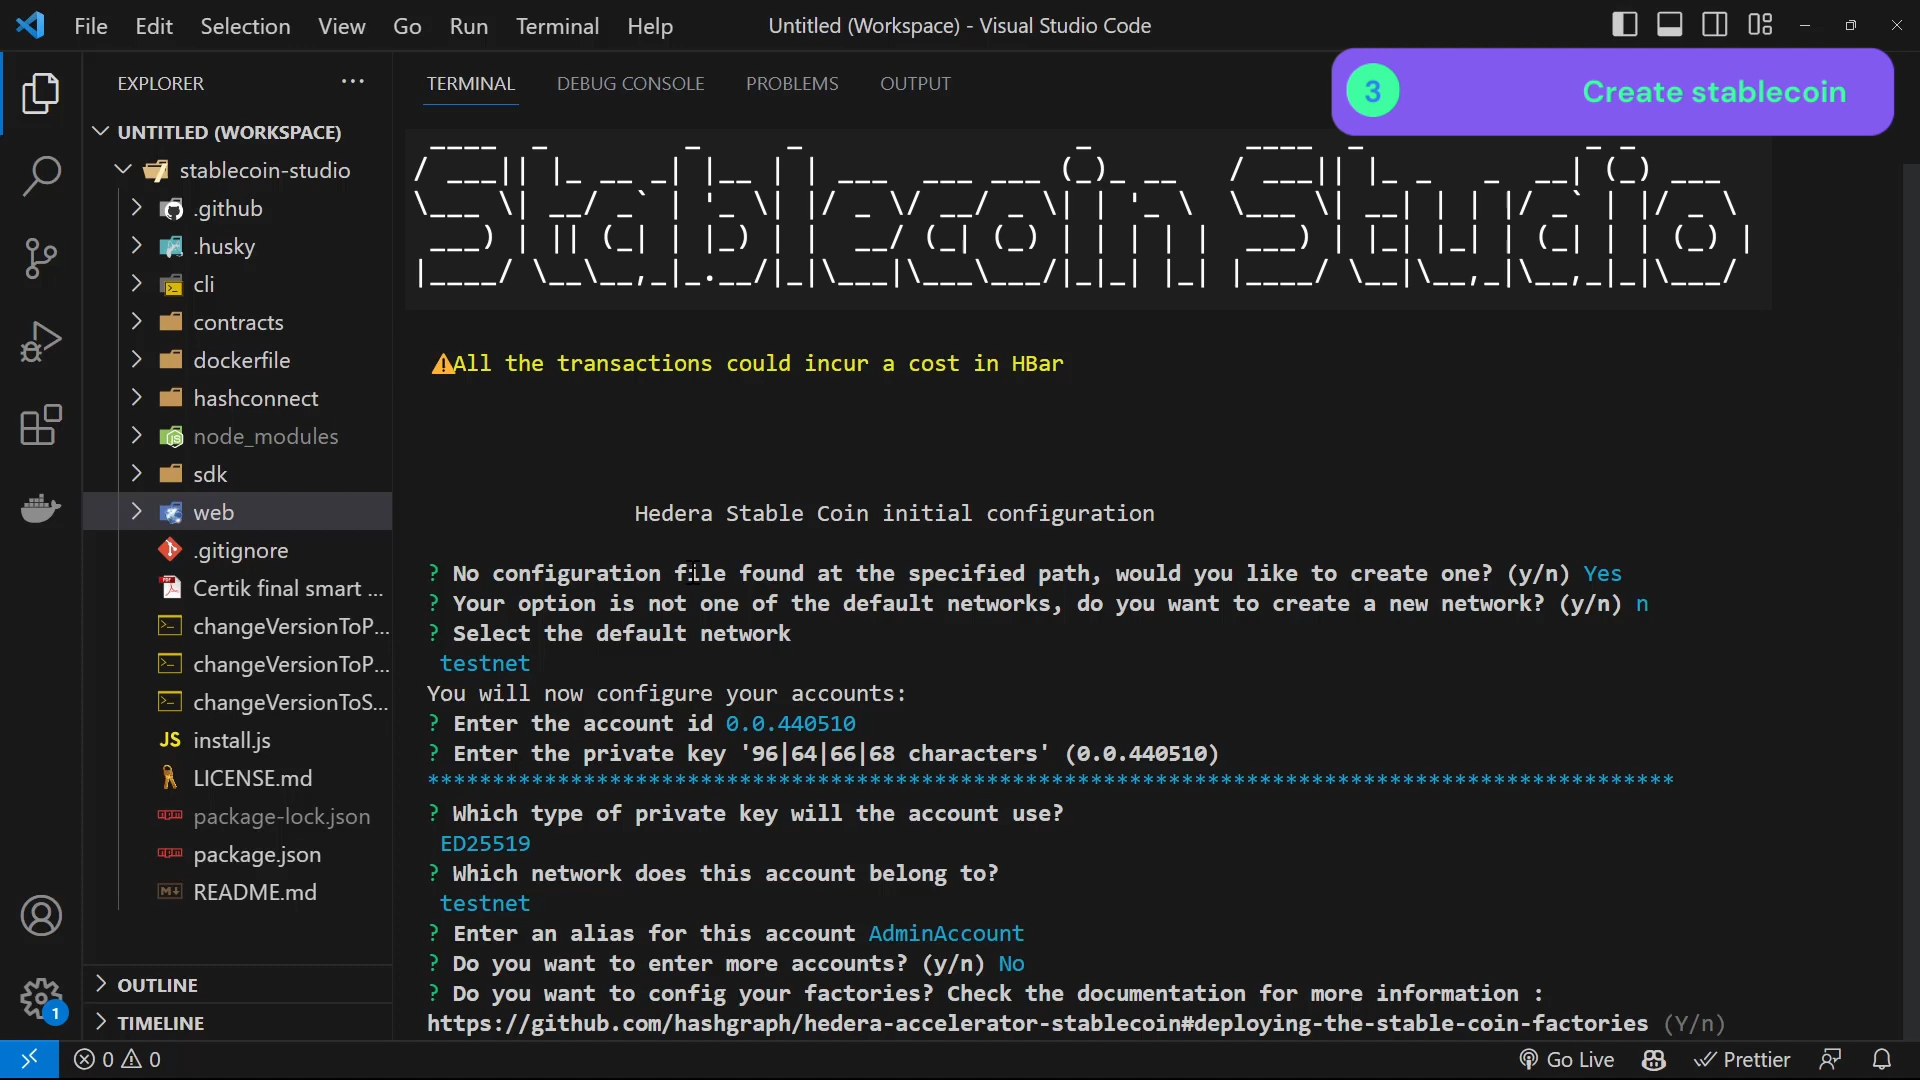 File Edit Selection View Go Run Terminal Help
Untitled (Workspace) - Visual Studio Code
EXPLORER
TERMINAL DEBUG CONSOLE PROBLEMS OUTPUT
3 Create stablecoin
UNTITLED (WORKSPACE)
stablecoin-studio
.github
.husky
cli
contracts
dockerfile
hashconnect
node_modules
sdk
web
.gitignore
Certik final smart ...
changeVersionToP...
changeVersionToP...
changeVersionToS...
JS install.js
LICENSE.md
package-lock.json
package.json
README.md
OUTLINE
TIMELINE
Stablecoin Studio
All the transactions could incur a cost in HBar
Hedera Stable Coin initial configuration
? No configuration file found at the specified path, would you like to create one? (y/n) Yes
? Your option is not one of the default networks, do you want to create a new network? (y/n) n
? Select the default network
testnet
You will now configure your accounts:
? Enter the account id 0.0.440510
? Enter the private key '96|64|66|68 characters' (0.0.440510)
************************************************************************************************
? Which type of private key will the account use?
ED25519
? Which network does this account belong to?
testnet
? Enter an alias for this account AdminAccount
? Do you want to enter more accounts? (y/n) No
? Do you want to config your factories? Check the documentation for more information :
https://github.com/hashgraph/hedera-accelerator-stablecoin#deploying-the-stable-coin-factories (Y/n)
1
0 0
Go Live
Prettier